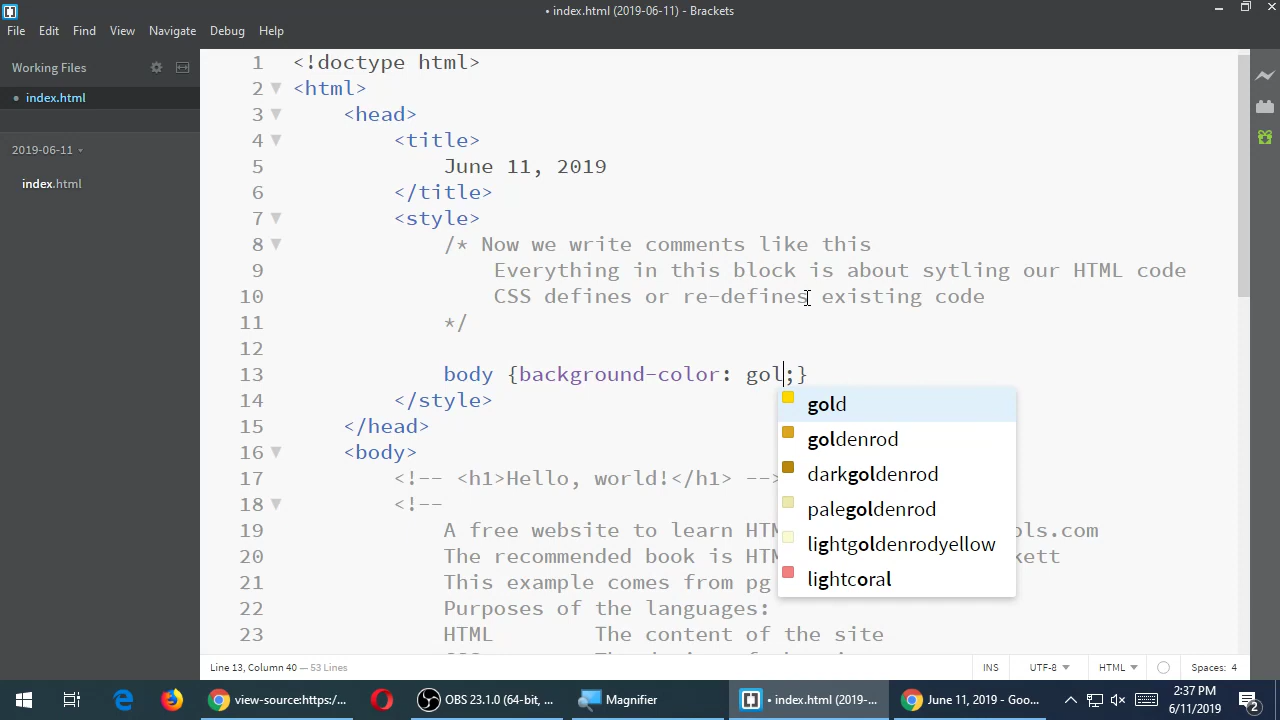 • index.html (2019-06-11) - Brackets
File Edit Find View Navigate Debug Help
Working Files
• index.html
2019-06-11
index.html
1 <!doctype html>
2 <html>
3 <head>
4 <title>
5 June 11, 2019
6 </title>
7 <style>
8 /* Now we write comments like this
9 Everything in this block is about sytling our HTML code
10 CSS defines or re-defines existing code
11 */
12
13 body {background-color: gol;}
14 </style>
15 </head>
16 <body>
17 <!-- <h1>Hello, world!</h1> -->
18 <!--
19 A free website to learn HTM ols.com
20 The recommended book is HTM kett
21 This example comes from pg
22 Purposes of the languages:
23 HTML The content of the site
gold
goldenrod
darkgoldenrod
palegoldenrod
lightgoldenrodyellow
lightcoral
Line 13, Column 40 — 53 Lines
INS UTF-8 HTML Spaces: 4
view-source:https:/... OBS 23.1.0 (64-bit, ... Magnifier • index.html (2019-... June 11, 2019 - Goo...
2:37 PM
6/11/2019
2